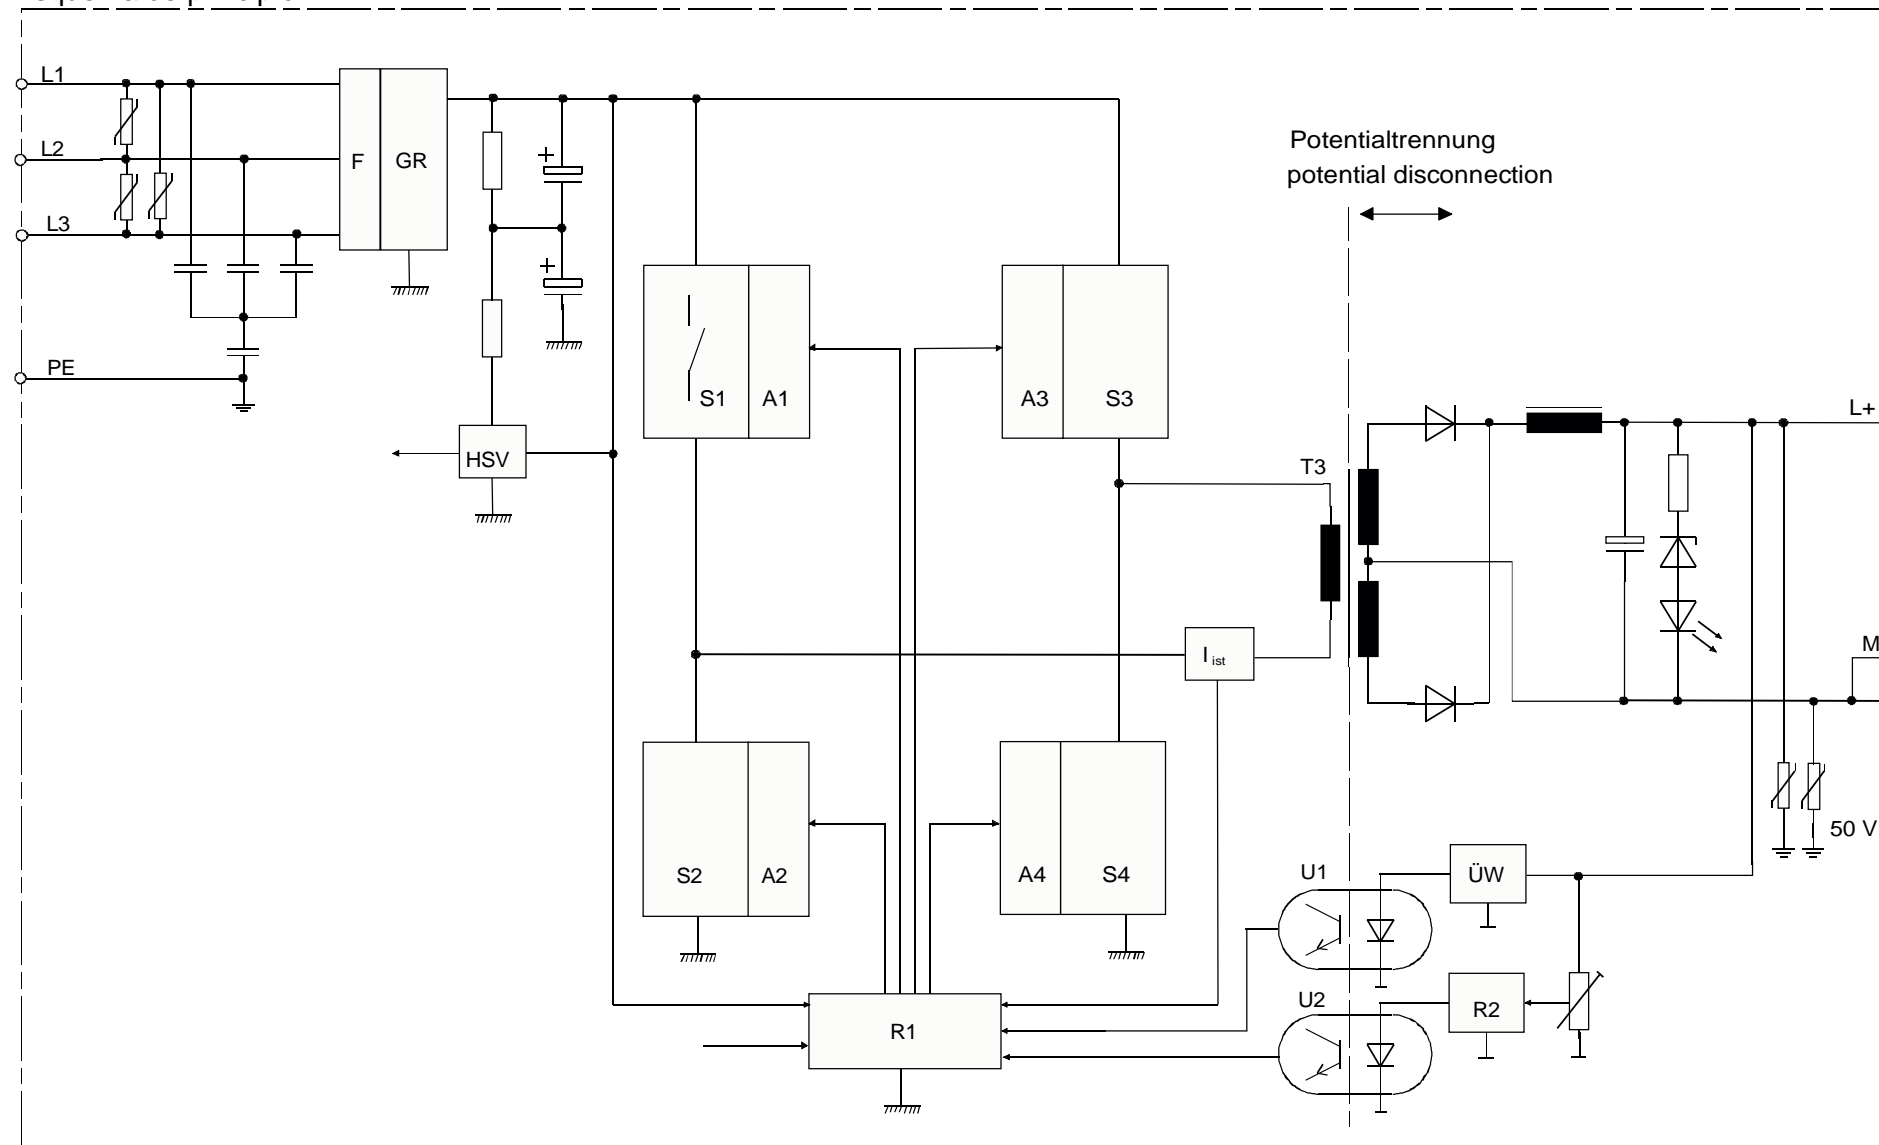 L1
L2
L3
PE
F GR
+
+
HSV
S1 A1
A3 S3
S2 A2
A4 S4
Potentialtrennung
potential disconnection
T3
I ist
L+
M
50 V
U1
ÜW
U2
R2
R1